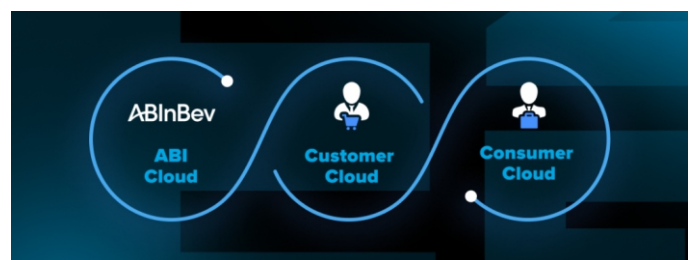 ABInBev
ABI
Cloud
Customer
Cloud
Consumer
Cloud